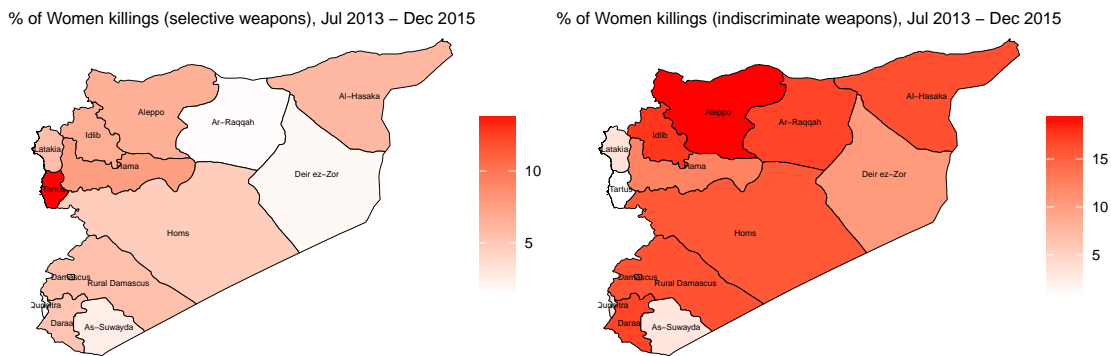 % of Women killings (selective weapons), Jul 2013 − Dec 2015
Aleppo
Al−Hasaka
Ar−Raqqah
Idlib
Latakia
Hama
Tartus
Deir ez−Zor
Homs
Damascus
Rural Damascus
Daraa
As−Suwayda
10
5
% of Women killings (indiscriminate weapons), Jul 2013 − Dec 2015
Al−Hasaka
Aleppo
Ar−Raqqah
Idlib
Latakia
Hama
Deir ez−Zor
Tartus
Homs
Damascus
Rural Damascus
Daraa
As−Suwayda
15
10
5